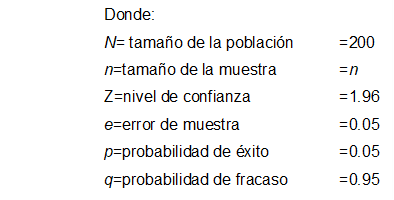 Donde:
N= tamaño de la población =200
n=tamaño de la muestra =n
Z=nivel de confianza =1.96
e=error de muestra =0.05
p=probabilidad de éxito =0.05
q=probabilidad de fracaso =0.95